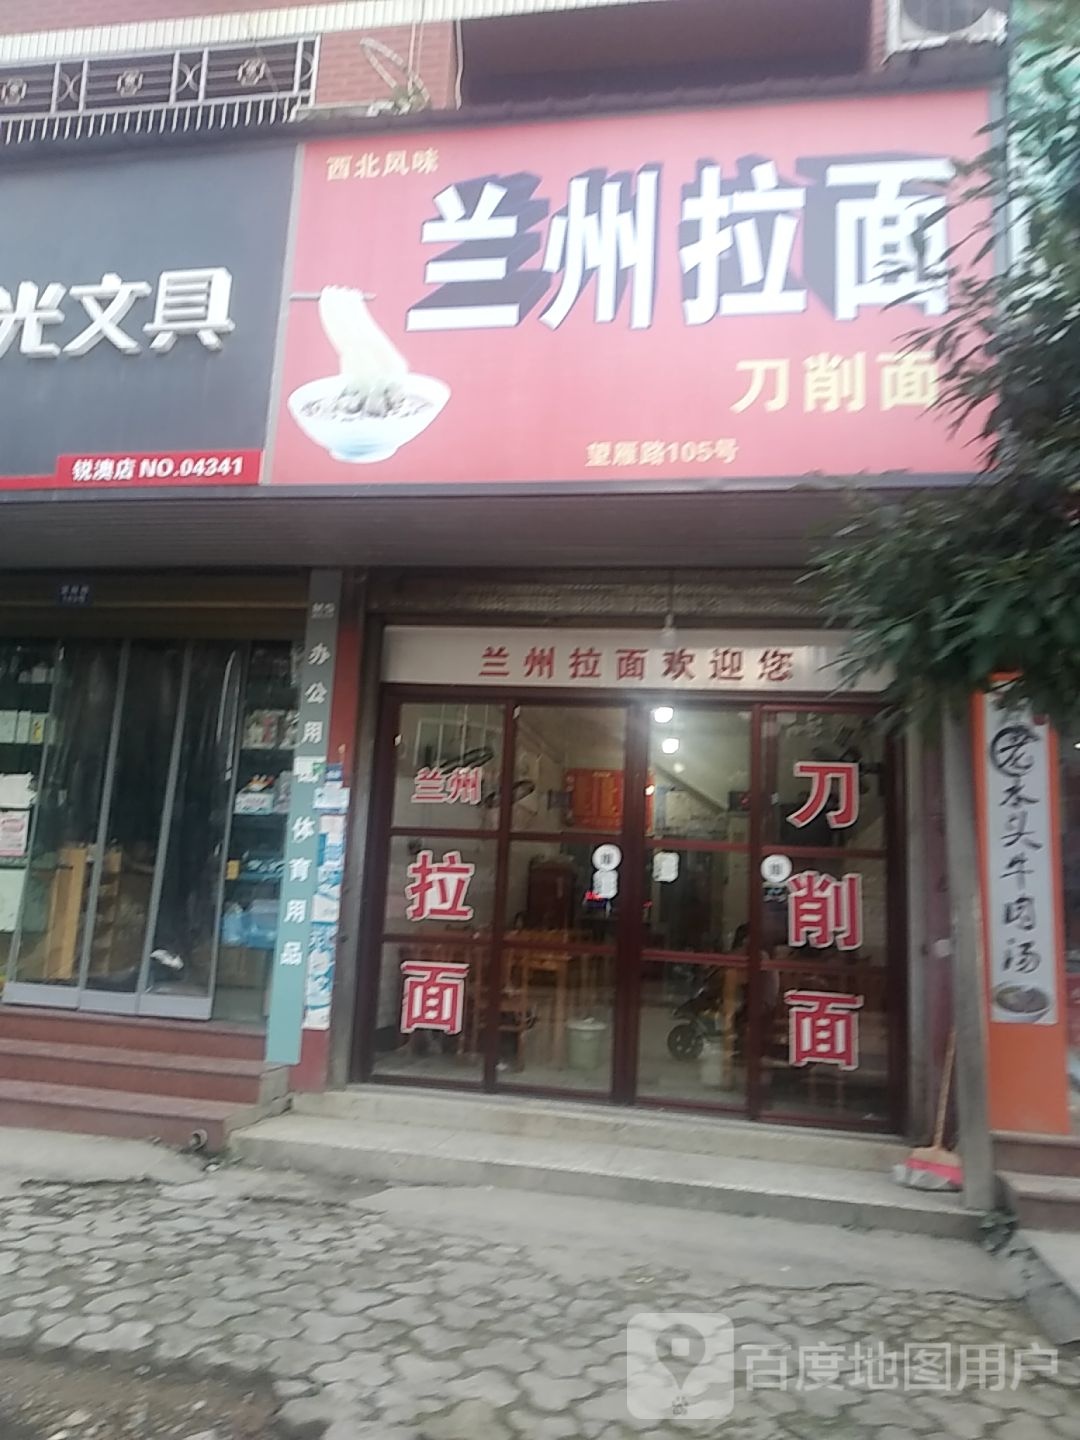 西北风味
兰州拉面
刀削面
望雁路105号
光文具
锐澳店 NO.04341
兰州拉面欢迎您
办公用
体育用品
兰州
拉
面
刀
削
面
老水头牛肉汤
百度地图用户